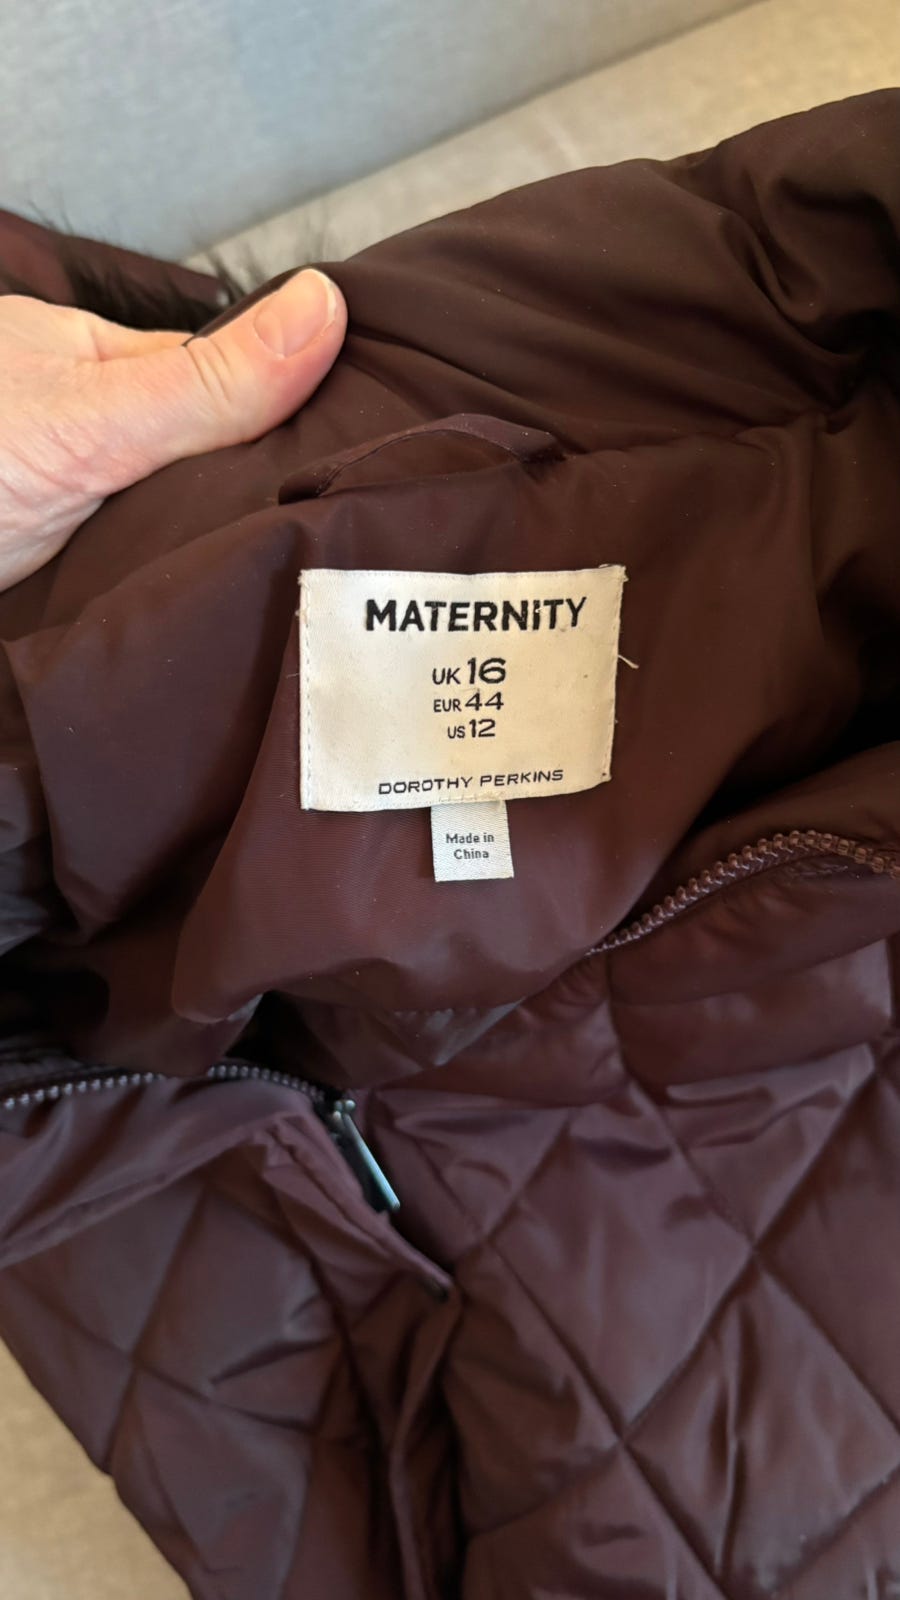 MATERNITY
UK 16
EUR 44
US 12
DOROTHY PERKINS
Made in
China